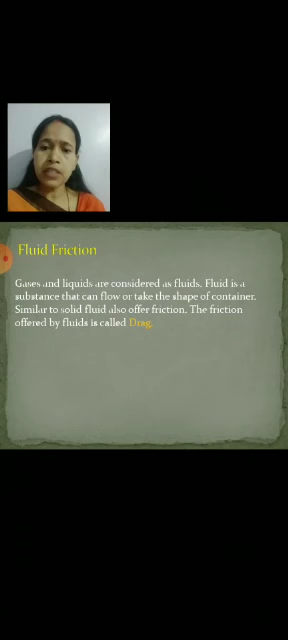 Fluid Friction
Gases and liquids are considered as fluids. Fluid is a
substance that can flow or take the shape of container.
Similar to solid fluid also offer friction. The friction
offered by fluids is called Drag.